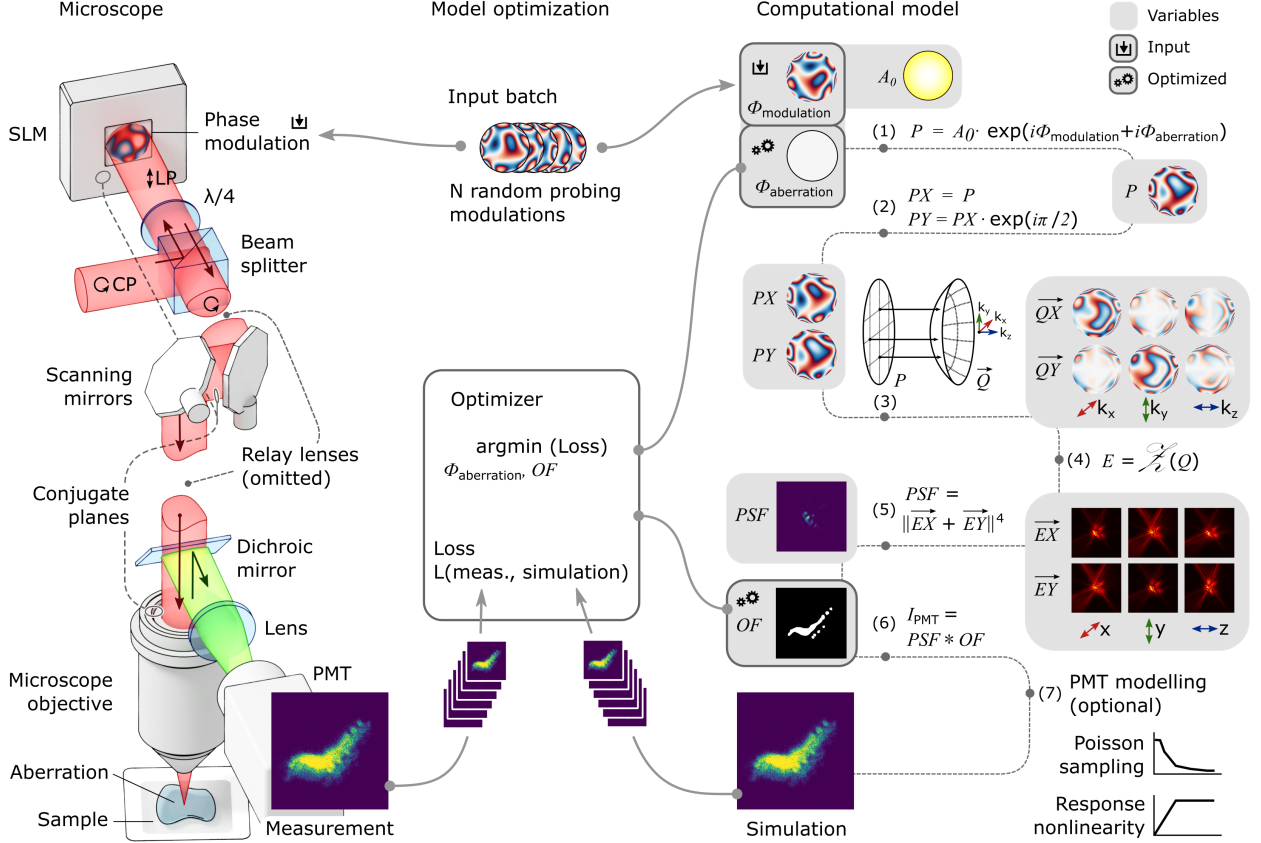 Microscope
SLM
Phase
modulation
LP
λ/4
Beam
splitter
CP
Scanning
mirrors
Relay lenses
(omitted)
Conjugate
planes
Dichroic
mirror
Lens
PMT
Microscope
objective
Aberration
Sample
Measurement
Model optimization
Input batch
N random probing
modulations
Optimizer
argmin (Loss)
Φaberration, OF
Loss
L(meas., simulation)
Computational model
Variables
Input
Optimized
Φmodulation
A0
Φaberration
(1) P = A0· exp(iΦmodulation+iΦaberration)
P
(2) PX = P
PY = PX · exp(iπ/2)
PX
PY
P
Q
ky
kx
kz
(3)
QX
QY
kx ky kz
(4) E = 𝒵(Q)
EX
EY
x y z
PSF
(5) PSF =
||EX + EY||⁴
OF
(6) IPMT =
PSF * OF
(7) PMT modelling
(optional)
Poisson
sampling
Response
nonlinearity
Simulation